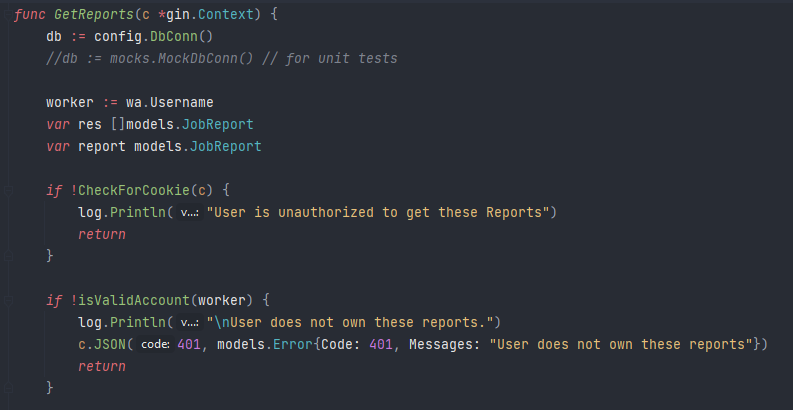 func GetReports(c *gin.Context) {
    db := config.DbConn()
    //db := mocks.MockDbConn() // for unit tests

    worker := wa.Username
    var res []models.JobReport
    var report models.JobReport

    if !CheckForCookie(c) {
        log.Println( v...: "User is unauthorized to get these Reports")
        return
    }

    if !isValidAccount(worker) {
        log.Println( v...: "\nUser does not own these reports.")
        c.JSON( code: 401, models.Error{Code: 401, Messages: "User does not own these reports"})
        return
    }